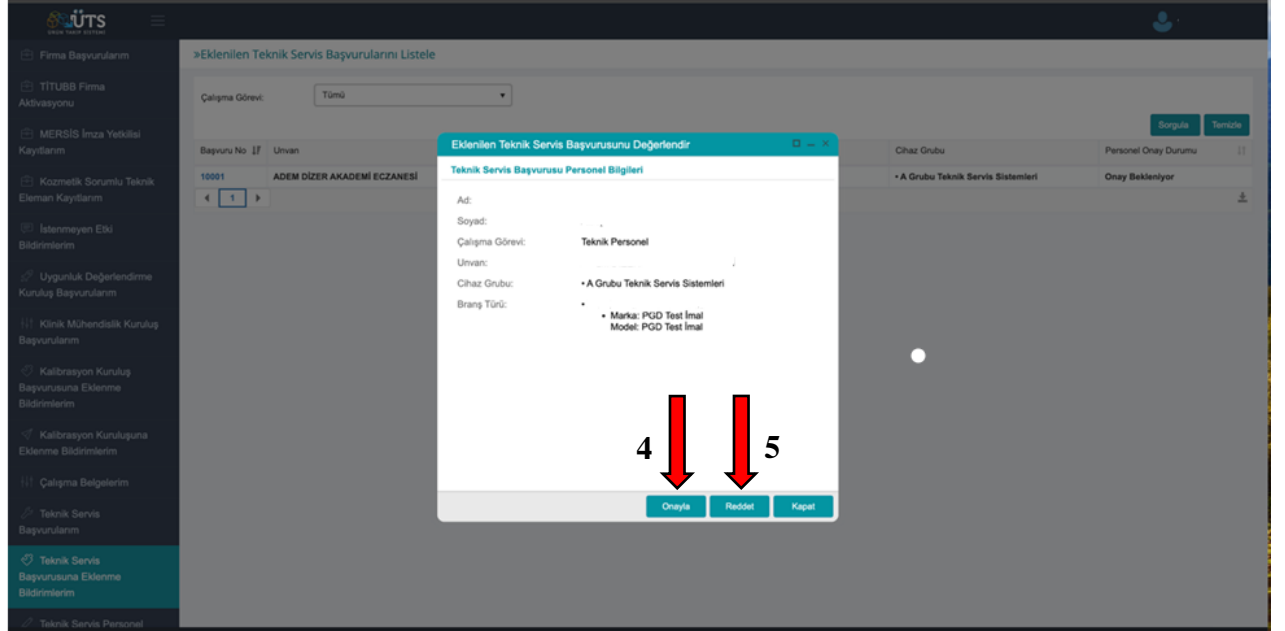 ÜTS
ÜRÜN TAKİP SİSTEMİ
Firma Başvurularım
TİTUBB Firma
Aktivasyonu
MERSİS İmza Yetkilisi
Kayıtlarım
Kozmetik Sorumlu Teknik
Eleman Kayıtlarım
İstenmeyen Etki
Bildirimlerim
Uygunluk Değerlendirme
Kuruluş Başvurularım
Klinik Mühendislik Kuruluş
Başvurularım
Kalibrasyon Kuruluş
Başvurusuna Eklenme
Bildirimlerim
Kalibrasyon Kuruluşuna
Eklenme Bildirimlerim
Çalışma Belgelerim
Teknik Servis
Başvurularım
Teknik Servis
Başvurusuna Eklenme
Bildirimlerim
Teknik Servis Personel
»Eklenilen Teknik Servis Başvurularını Listele
Çalışma Görevi: Tümü
Sorgula Temizle
Başvuru No Unvan Cihaz Grubu Personel Onay Durumu
10001 ADEM DİZER AKADEMİ ECZANESİ • A Grubu Teknik Servis Sistemleri Onay Bekleniyor
1
Eklenilen Teknik Servis Başvurusunu Değerlendir
Teknik Servis Başvurusu Personel Bilgileri
Ad:
Soyad:
Çalışma Görevi: Teknik Personel
Unvan:
Cihaz Grubu: • A Grubu Teknik Servis Sistemleri
Branş Türü: •
• Marka: PGD Test İmal
Model: PGD Test İmal
4 5
Onayla Reddet Kapat